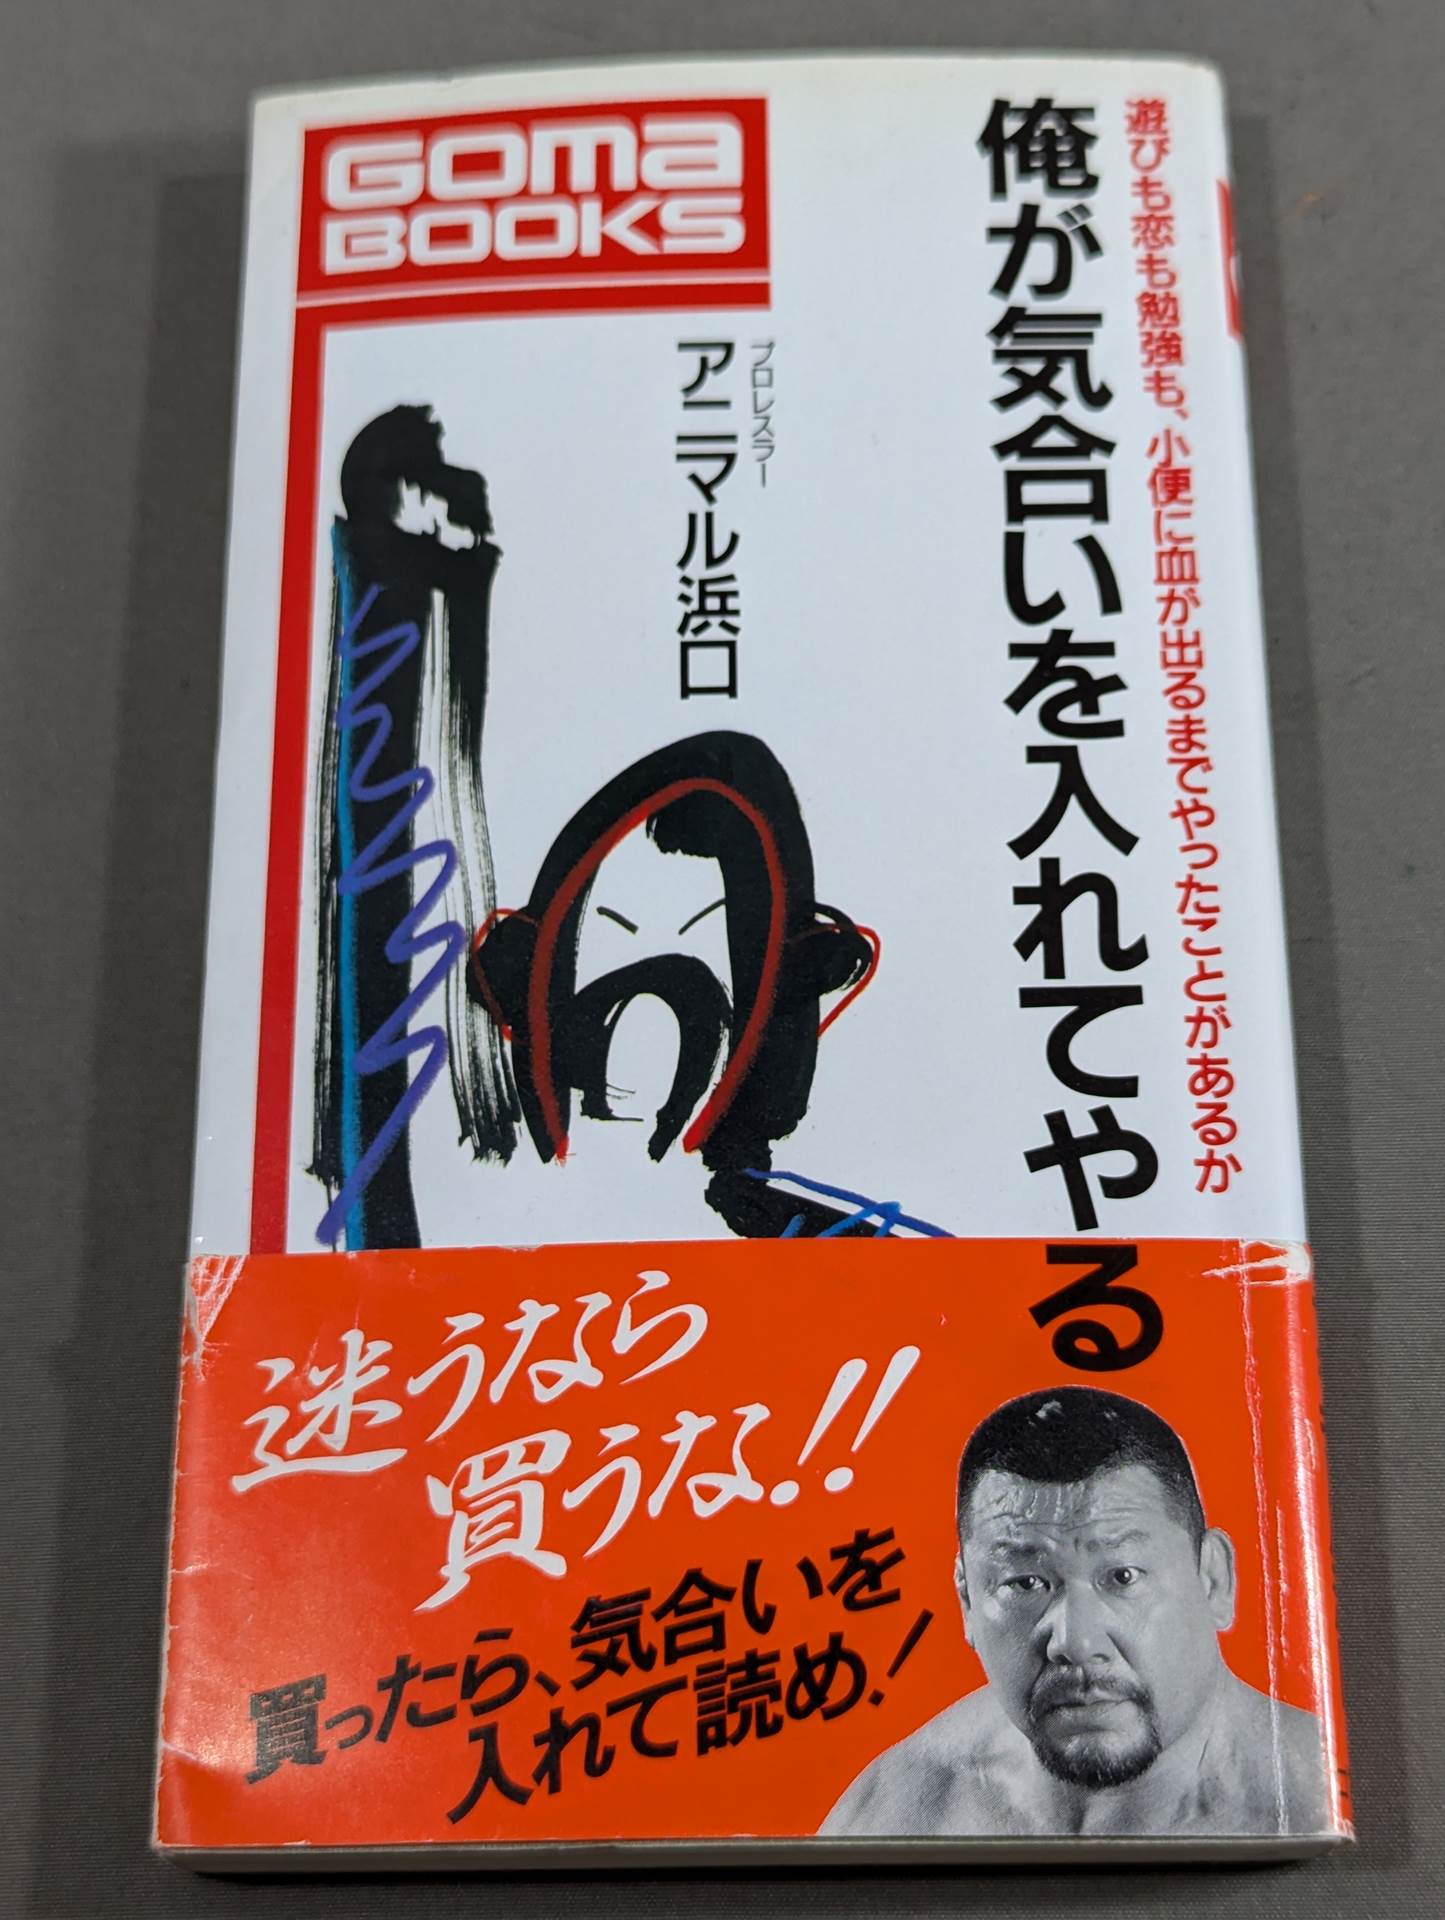 遊びも恋も勉強も、小便に血が出るまでやったことがあるか
俺が気合いを入れてやる
プロレスラー
アニマル浜口
GOMA
BOOKS
迷うなら
買うな!!
買ったら、気合いを
入れて読め!